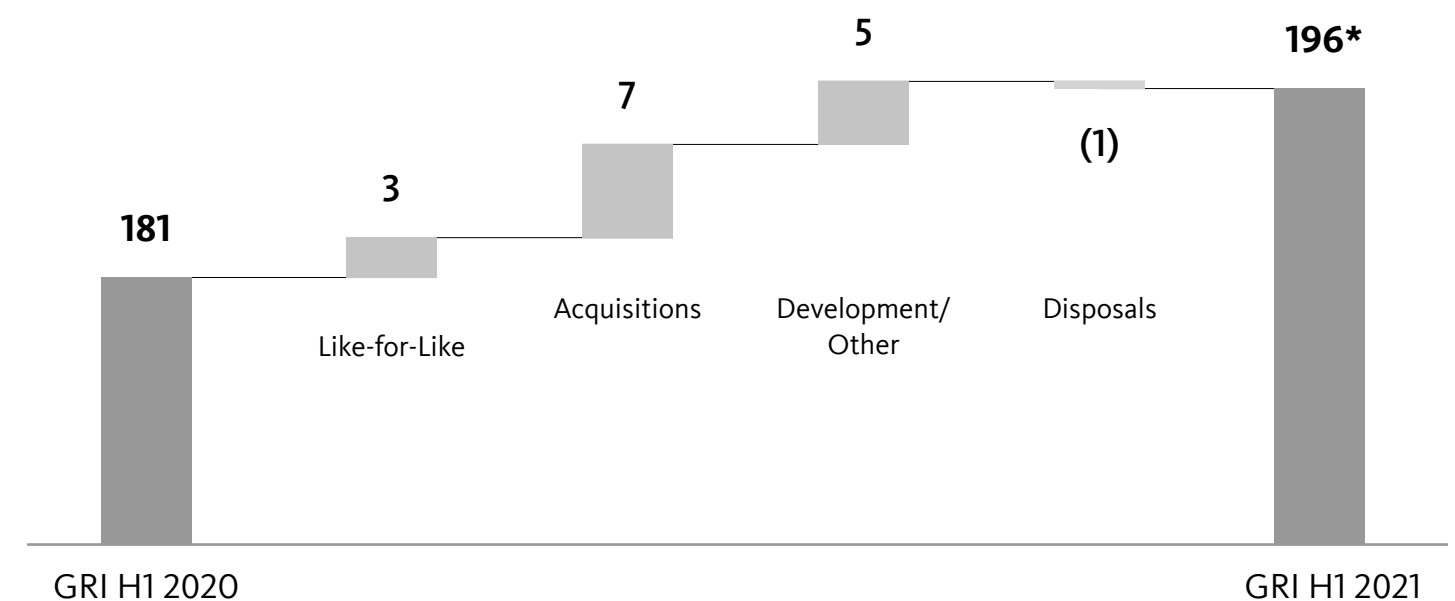 5
196*
7
(1)
3
181
Acquisitions
Development/
Other
Disposals
Like-for-Like
GRI H1 2020
GRI H1 2021